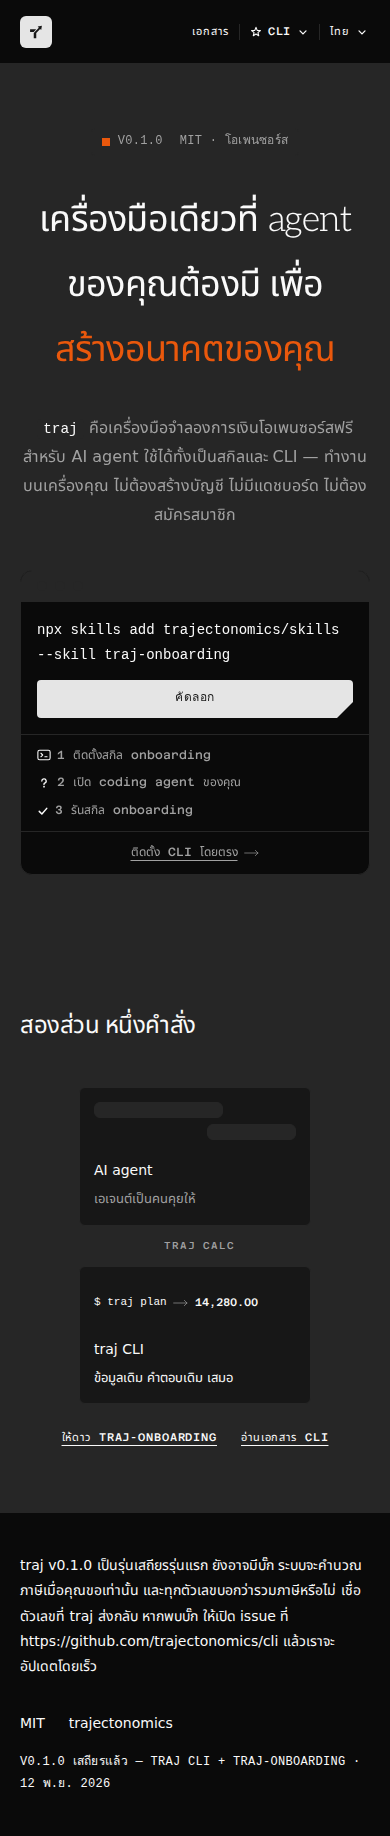 เอกสาร CLI ไทย
V0.1.0 MIT · โอเพนซอร์ส
เครื่องมือเดียวที่ agent
ของคุณต้องมี เพื่อ
สร้างอนาคตของคุณ
traj คือเครื่องมือจำลองการเงินโอเพนซอร์สฟรี
สำหรับ AI agent ใช้ได้ทั้งเป็นสกิลและ CLI — ทำงาน
บนเครื่องคุณ ไม่ต้องสร้างบัญชี ไม่มีแดชบอร์ด ไม่ต้อง
สมัครสมาชิก
npx skills add trajectonomics/skills
--skill traj-onboarding
คัดลอก
1 ติดตั้งสกิล onboarding
? 2 เปิด coding agent ของคุณ
3 รันสกิล onboarding
ติดตั้ง CLI โดยตรง →
สองส่วน หนึ่งคำสั่ง
AI agent
เอเจนต์เป็นคนคุยให้
TRAJ CALC
$ traj plan → 14,280.00
traj CLI
ข้อมูลเดิม คำตอบเดิม เสมอ
ให้ดาว TRAJ-ONBOARDING อ่านเอกสาร CLI
traj v0.1.0 เป็นรุ่นเสถียรรุ่นแรก ยังอาจมีบั๊ก ระบบจะคำนวณ
ภาษีเมื่อคุณขอเท่านั้น และทุกตัวเลขบอกว่ารวมภาษีหรือไม่ เชื่อ
ตัวเลขที่ traj ส่งกลับ หากพบบั๊ก ให้เปิด issue ที่
https://github.com/trajectonomics/cli แล้วเราจะ
อัปเดตโดยเร็ว
MIT trajectonomics
V0.1.0 เสถียรแล้ว — TRAJ CLI + TRAJ-ONBOARDING ·
12 พ.ย. 2026